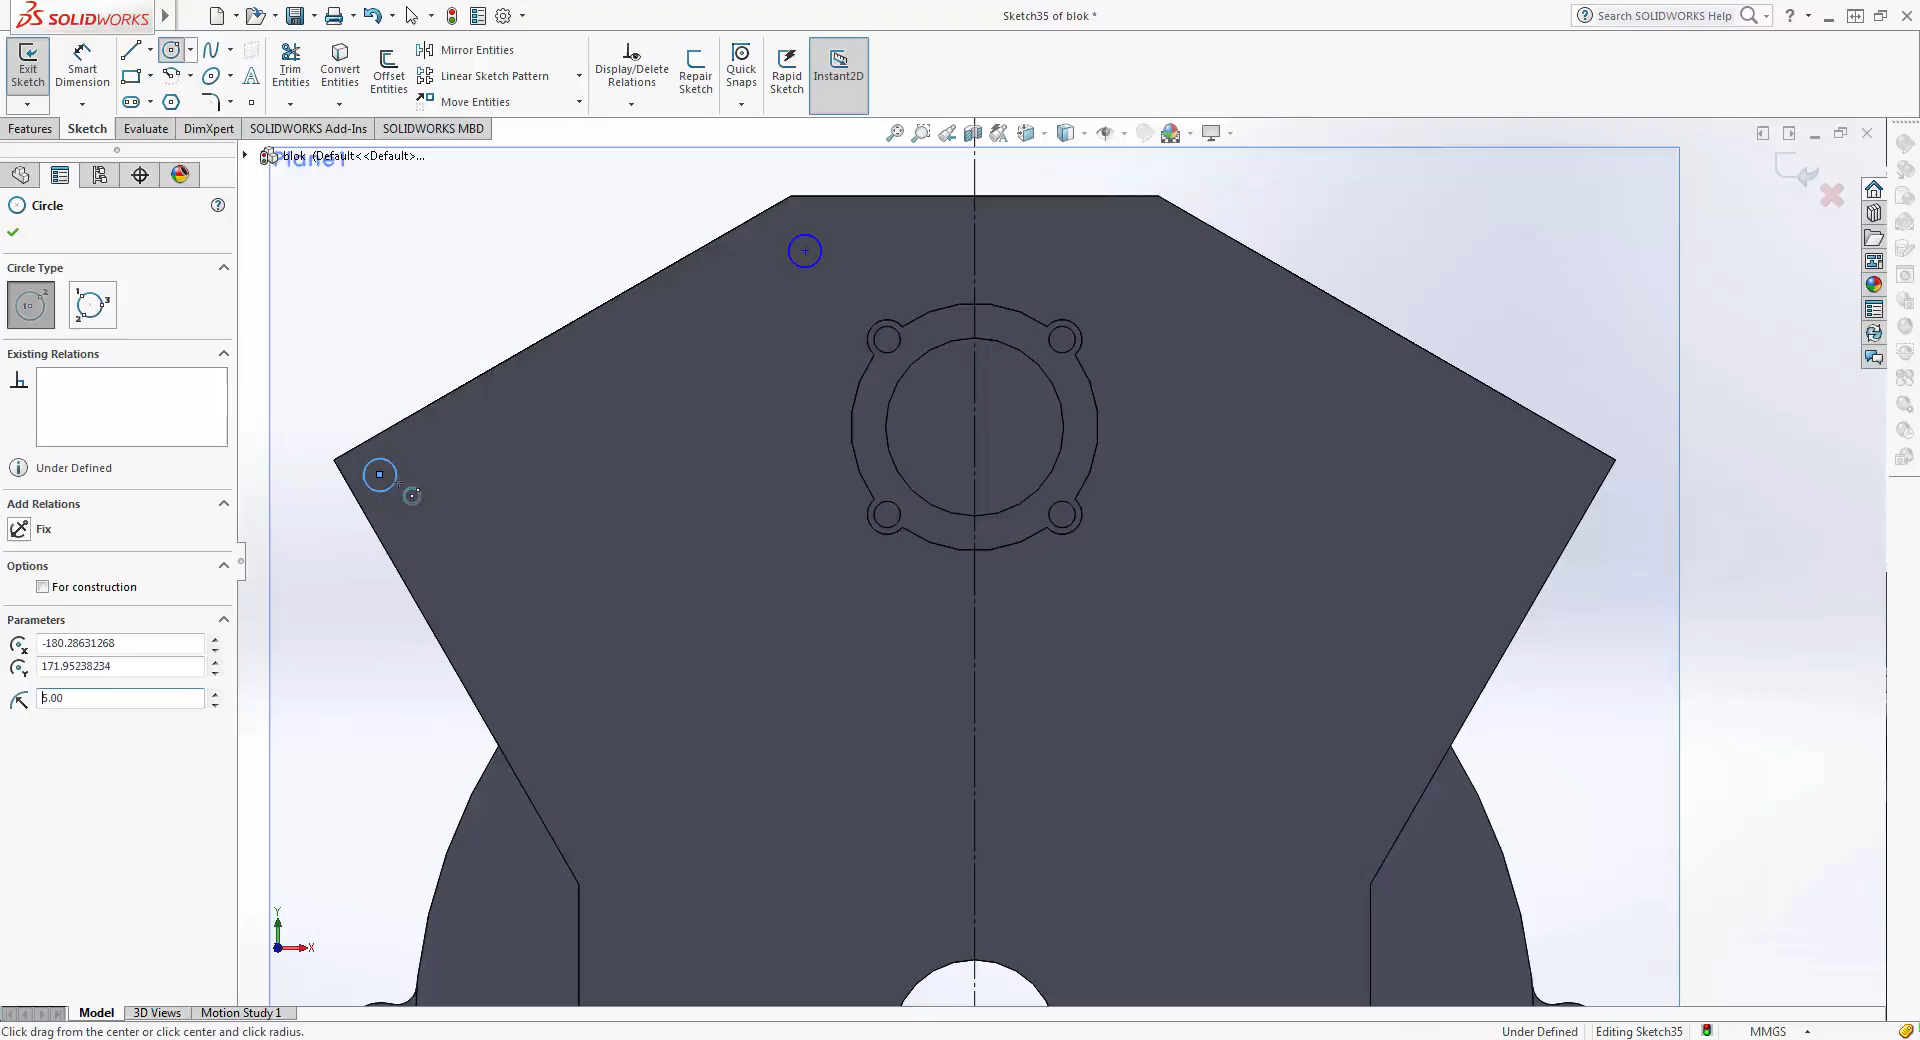 SOLIDWORKS
Sketch35 of blok *
Search SOLIDWORKS Help
Exit Sketch
Smart Dimension
Trim Entities
Convert Entities
Offset Entities
Mirror Entities
Linear Sketch Pattern
Move Entities
Display/Delete Relations
Repair Sketch
Quick Snaps
Rapid Sketch
Instant2D
Features
Sketch
Evaluate
DimXpert
SOLIDWORKS Add-Ins
SOLIDWORKS MBD
blok (Default<<Default>...
Plane1
Circle
Circle Type
Existing Relations
Under Defined
Add Relations
Fix
Options
For construction
Parameters
-180.28631268
171.95238234
5.00
Y
X
Model
3D Views
Motion Study 1
Click drag from the center or click center and click radius.
Under Defined
Editing Sketch35
MMGS